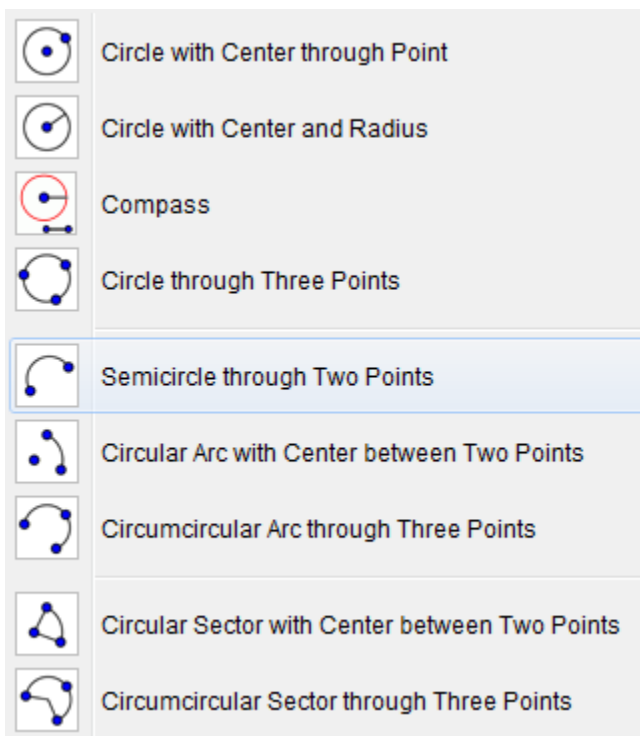 Circle with Center through Point
Circle with Center and Radius
Compass
Circle through Three Points
Semicircle through Two Points
Circular Arc with Center between Two Points
Circumcircular Arc through Three Points
Circular Sector with Center between Two Points
Circumcircular Sector through Three Points